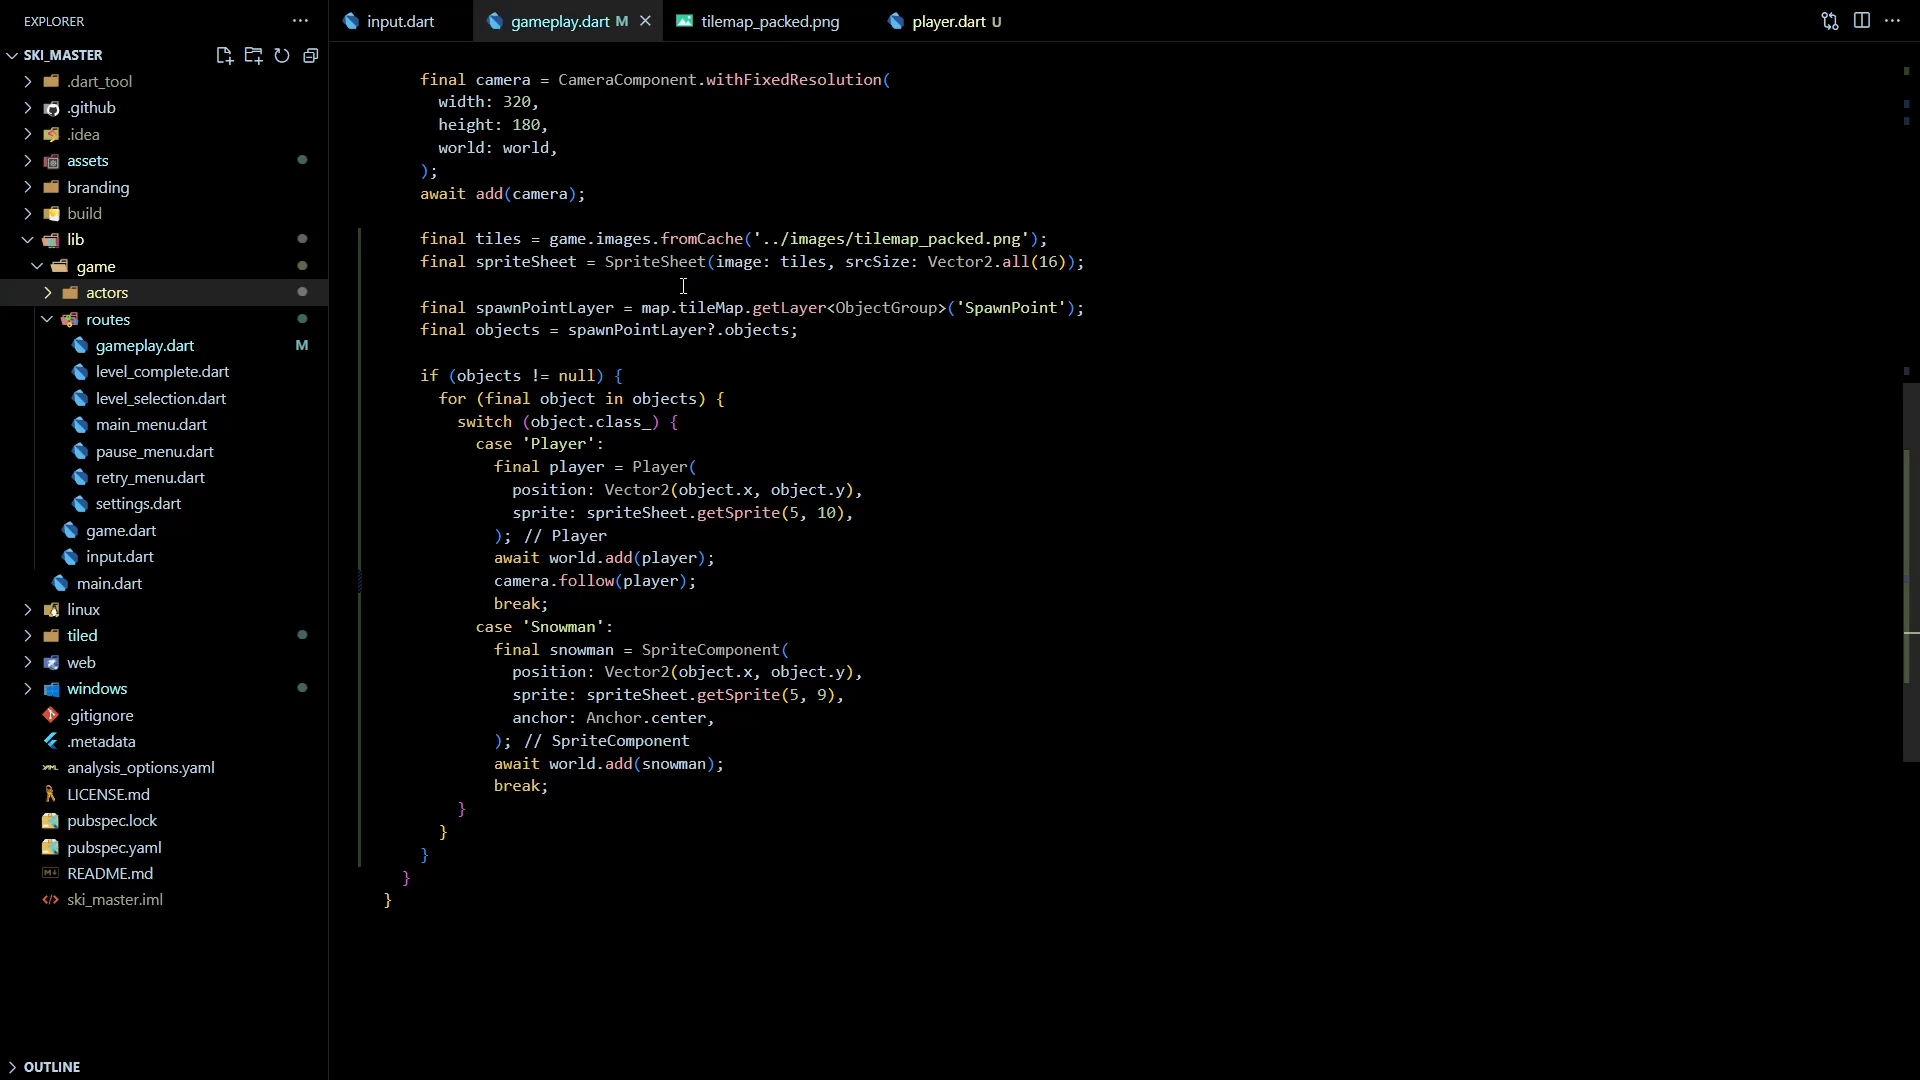 EXPLORER
SKI_MASTER
.dart_tool
.github
.idea
assets
branding
build
lib
game
actors
routes
gameplay.dart M
level_complete.dart
level_selection.dart
main_menu.dart
pause_menu.dart
retry_menu.dart
settings.dart
game.dart
input.dart
main.dart
linux
tiled
web
windows
.gitignore
.metadata
analysis_options.yaml
LICENSE.md
pubspec.lock
pubspec.yaml
README.md
ski_master.iml
OUTLINE
input.dart
gameplay.dart M
tilemap_packed.png
player.dart U
final camera = CameraComponent.withFixedResolution(
width: 320,
height: 180,
world: world,
);
await add(camera);
final tiles = game.images.fromCache('../images/tilemap_packed.png');
final spriteSheet = SpriteSheet(image: tiles, srcSize: Vector2.all(16));
final spawnPointLayer = map.tileMap.getLayer<ObjectGroup>('SpawnPoint');
final objects = spawnPointLayer?.objects;
if (objects != null) {
for (final object in objects) {
switch (object.class_) {
case 'Player':
final player = Player(
position: Vector2(object.x, object.y),
sprite: spriteSheet.getSprite(5, 10),
); // Player
await world.add(player);
camera.follow(player);
break;
case 'Snowman':
final snowman = SpriteComponent(
position: Vector2(object.x, object.y),
sprite: spriteSheet.getSprite(5, 9),
anchor: Anchor.center,
); // SpriteComponent
await world.add(snowman);
break;
}
}
}
}
}